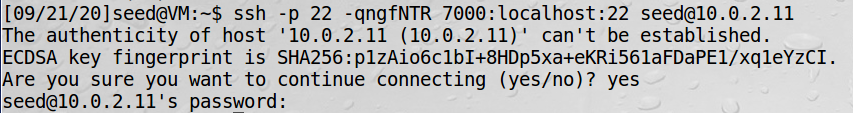 [09/21/20]seed@VM:~$ ssh -p 22 -qngfNTR 7000:localhost:22 seed@10.0.2.11
The authenticity of host '10.0.2.11 (10.0.2.11)' can't be established.
ECDSA key fingerprint is SHA256:p1zAio6c1bI+8HDp5xa+eKRi561aFDaPE1/xq1eYzCI.
Are you sure you want to continue connecting (yes/no)? yes
seed@10.0.2.11's password: